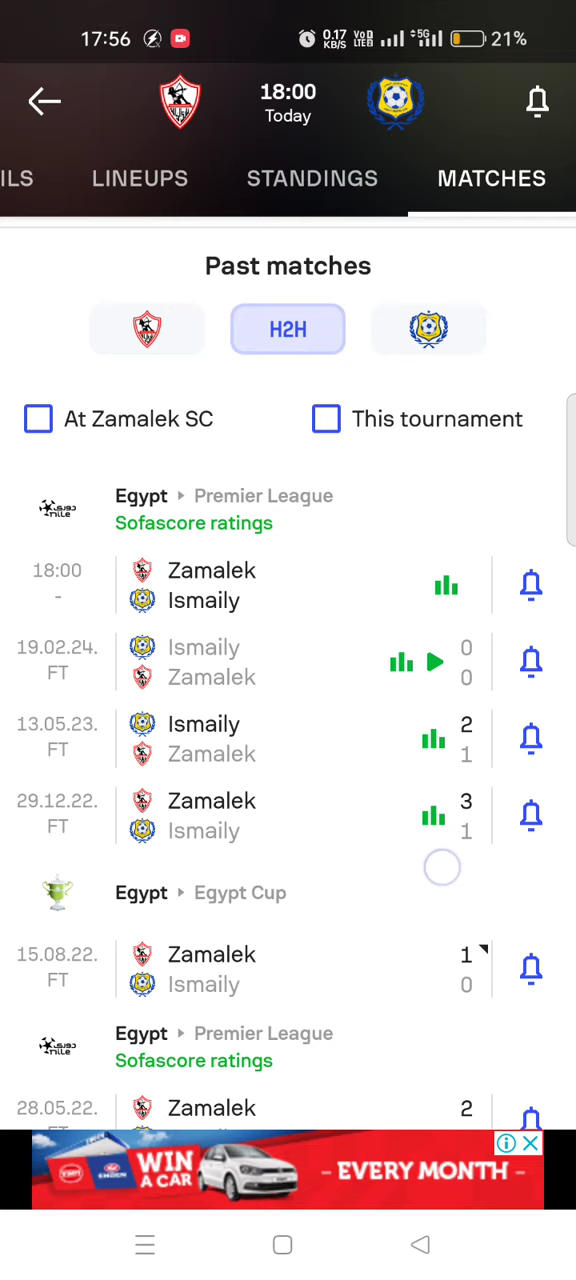 17:56 0.17 KB/S VoD LTEB 5G 21%
18:00
Today
ILS LINEUPS STANDINGS MATCHES
Past matches
H2H
At Zamalek SC This tournament
Egypt Premier League
Sofascore ratings
18:00 Zamalek
- Ismaily
19.02.24. Ismaily 0
FT Zamalek 0
13.05.23. Ismaily 2
FT Zamalek 1
29.12.22. Zamalek 3
FT Ismaily 1
Egypt Egypt Cup
15.08.22. Zamalek 1
FT Ismaily 0
Egypt Premier League
Sofascore ratings
28.05.22. Zamalek 2
WIN
A CAR
– EVERY MONTH –